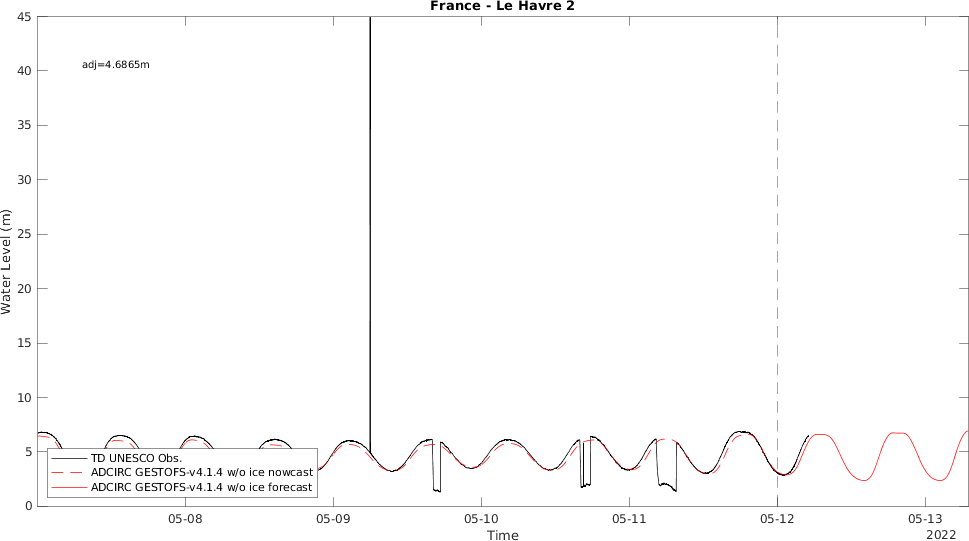 France - Le Havre 2
45
40
35
30
25
20
15
10
5
0
Water Level (m)
adj=4.6865m
TD UNESCO Obs.
ADCIRC GESTOFS-v4.1.4 w/o ice nowcast
ADCIRC GESTOFS-v4.1.4 w/o ice forecast
05-08 05-09 05-10 05-11 05-12 05-13
Time
2022